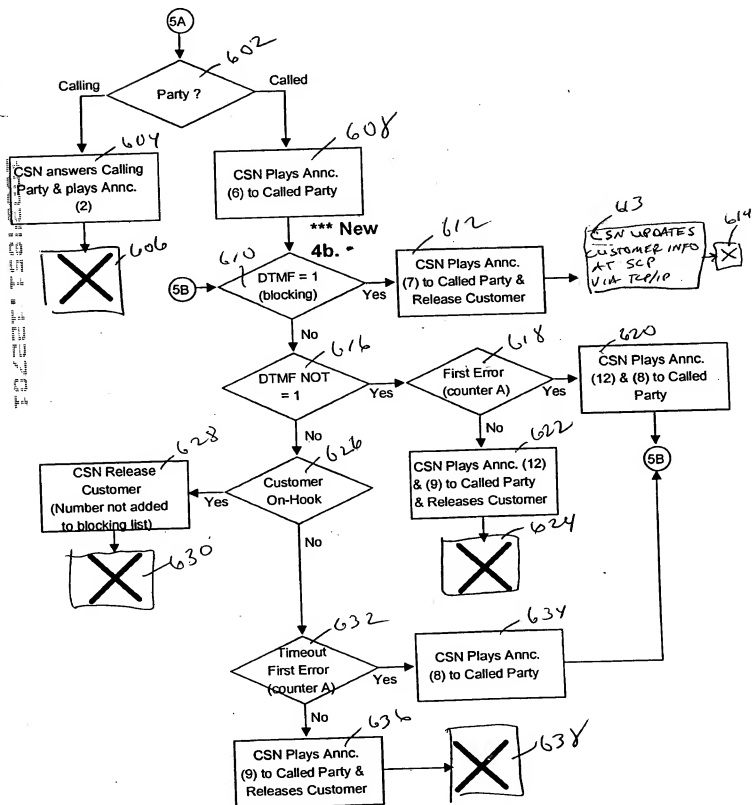 5A
602
Calling
Party ?
Called
604
CSN answers Calling
Party & plays Annc.
(2)
606
608
CSN Plays Annc.
(6) to Called Party
*** New
4b.
610
5B
DTMF = 1
(blocking)
Yes
612
CSN Plays Annc.
(7) to Called Party &
Release Customer
613
CSN UPDATES
CUSTOMER INFO
AT SCP
VIA TCP/IP
614
No
616
DTMF NOT
= 1
Yes
618
First Error
(counter A)
Yes
620
CSN Plays Annc.
(12) & (8) to Called
Party
5B
No
622
CSN Plays Annc. (12)
& (9) to Called Party
& Releases Customer
624
No
626
Customer
On-Hook
Yes
628
CSN Release
Customer
(Number not added
to blocking list)
630
No
632
Timeout
First Error
(counter A)
Yes
634
CSN Plays Annc.
(8) to Called Party
No
636
CSN Plays Annc.
(9) to Called Party &
Releases Customer
638